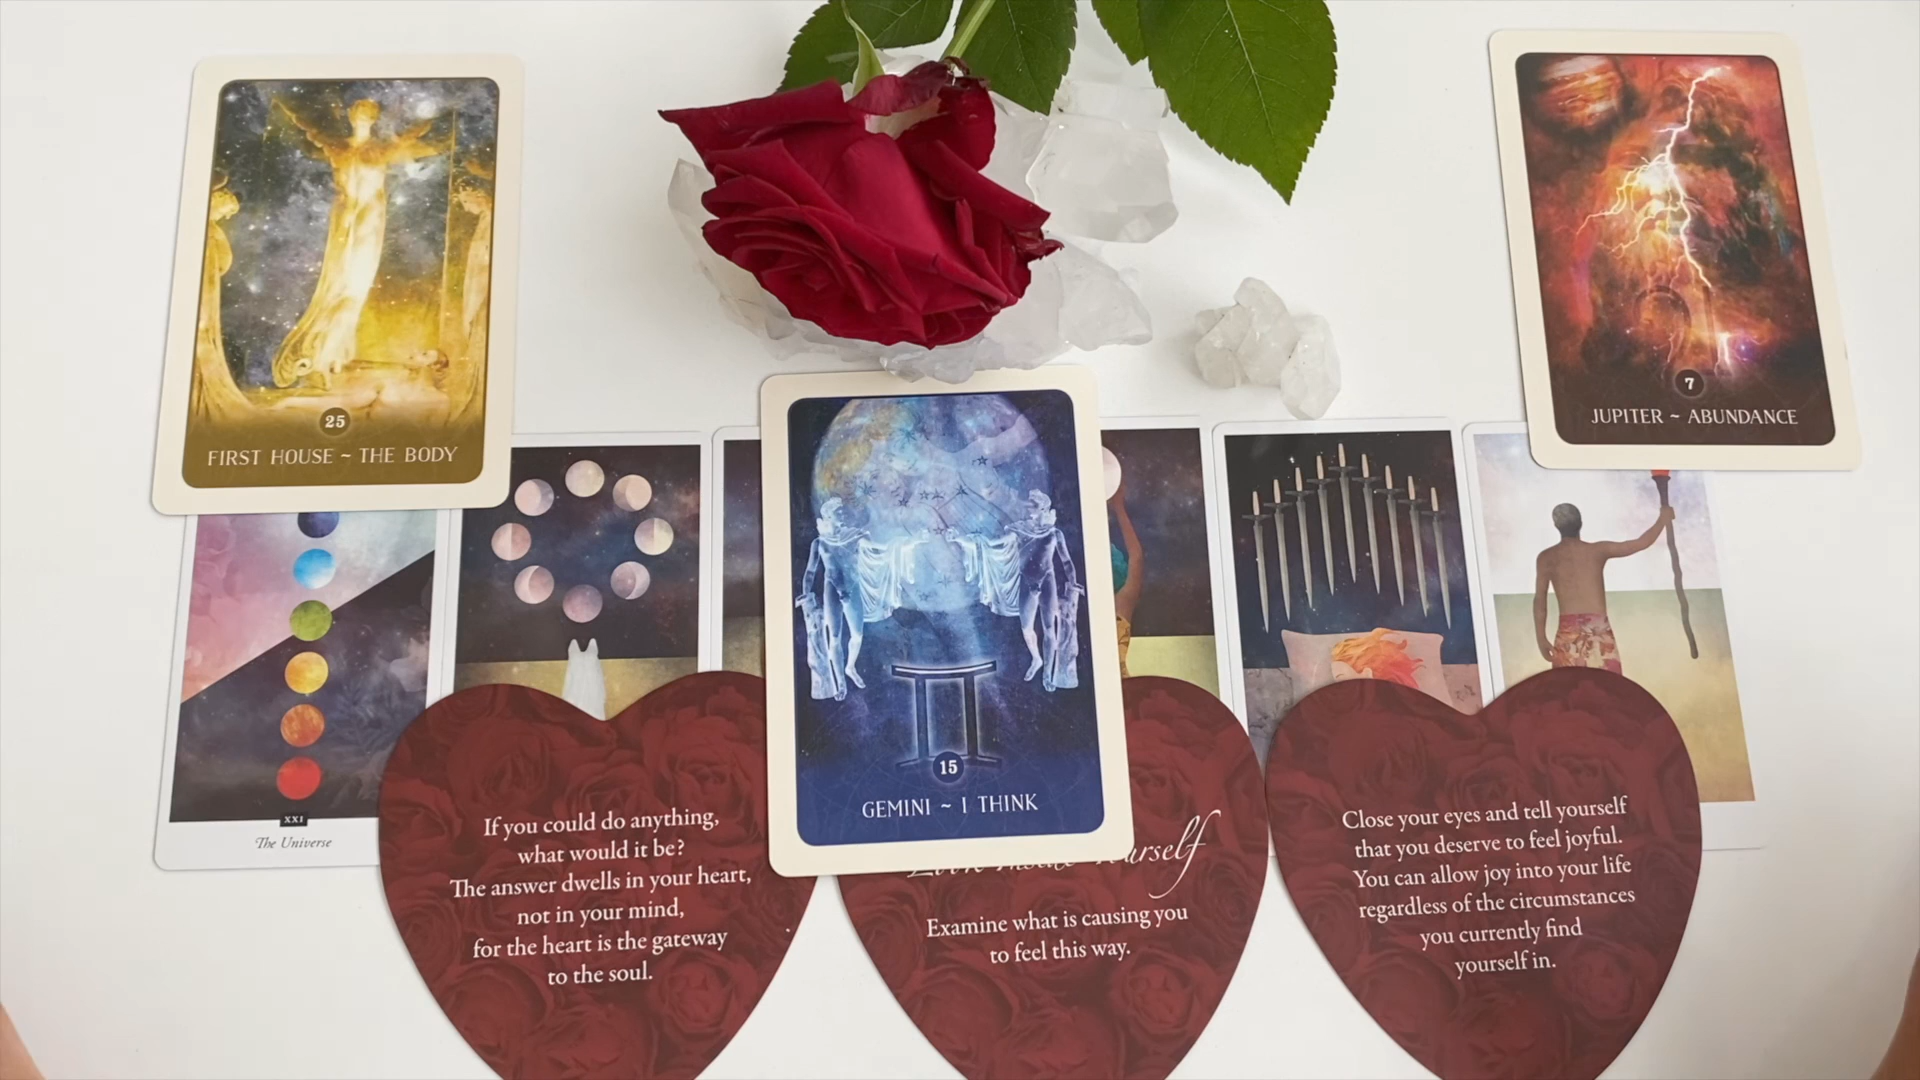 25
FIRST HOUSE ~ THE BODY
7
JUPITER ~ ABUNDANCE
15
GEMINI ~ I THINK
XXI
The Universe
If you could do anything,
what would it be?
The answer dwells in your heart,
not in your mind,
for the heart is the gateway
to the soul.
Yourself
Examine what is causing you
to feel this way.
Close your eyes and tell yourself
that you deserve to feel joyful.
You can allow joy into your life
regardless of the circumstances
you currently find
yourself in.